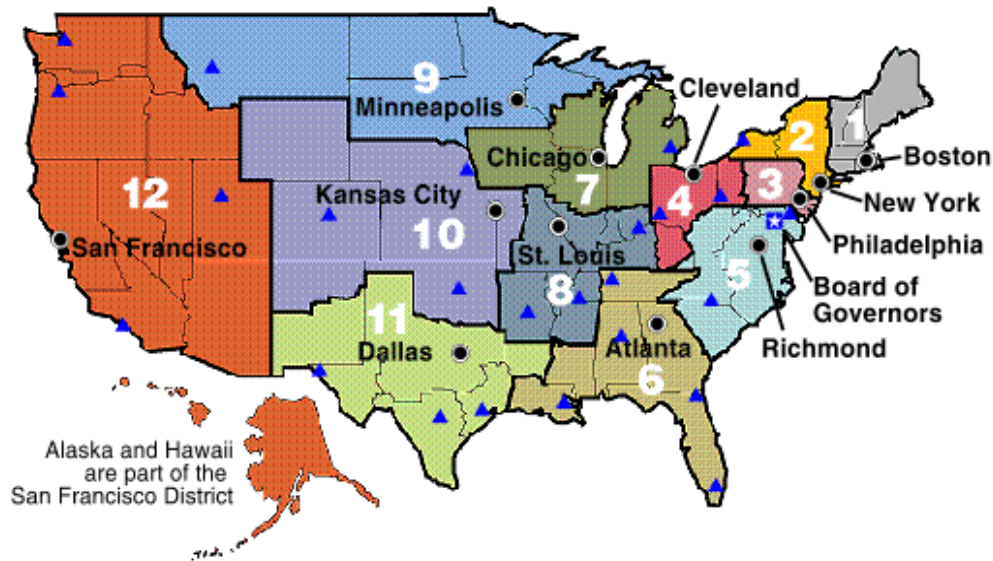 9
Minneapolis
Cleveland
2
1
Chicago
Boston
7
12
Kansas City
4
3
New York
10
San Francisco
St. Louis
Philadelphia
5
Board of
Governors
8
Richmond
11
Dallas
Atlanta
6
Alaska and Hawaii
are part of the
San Francisco District